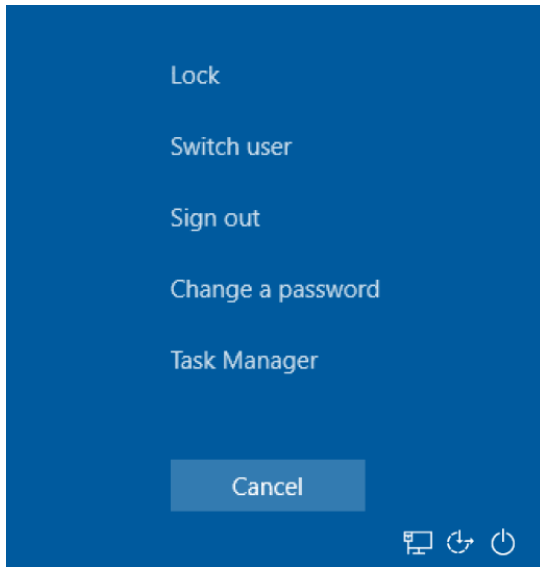 Lock
Switch user
Sign out
Change a password
Task Manager
Cancel